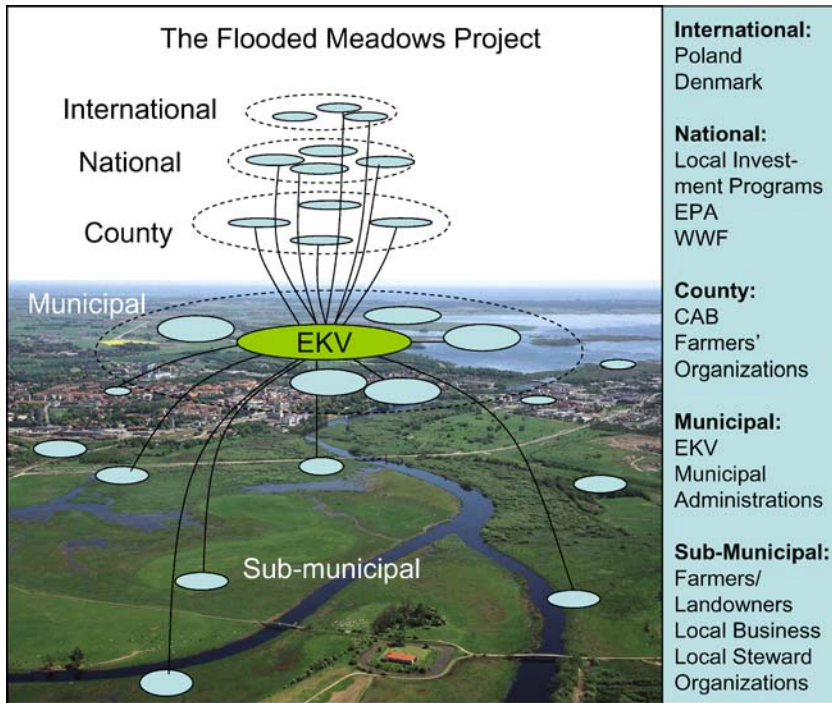 The Flooded Meadows Project
International
National
County
Municipal
EKV
Sub-municipal
International:
Poland
Denmark
National:
Local Invest-
ment Programs
EPA
WWF
County:
CAB
Farmers'
Organizations
Municipal:
EKV
Municipal
Administrations
Sub-Municipal:
Farmers/
Landowners
Local Business
Local Steward
Organizations